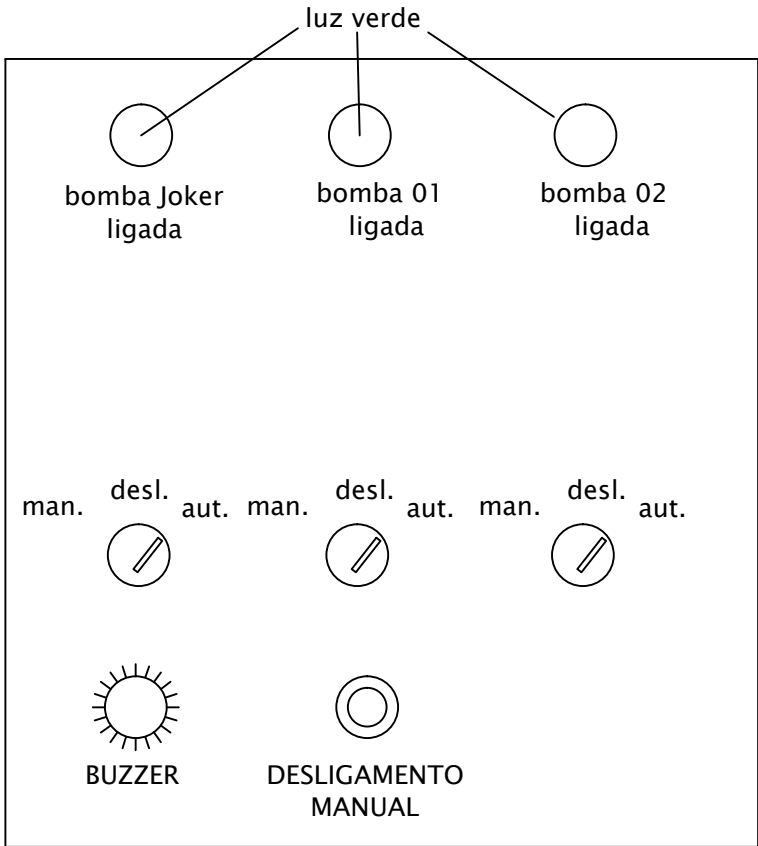 luz verde
bomba Joker
ligada
bomba 01
ligada
bomba 02
ligada
man. desl. aut.
man. desl. aut.
man. desl. aut.
BUZZER
DESLIGAMENTO
MANUAL